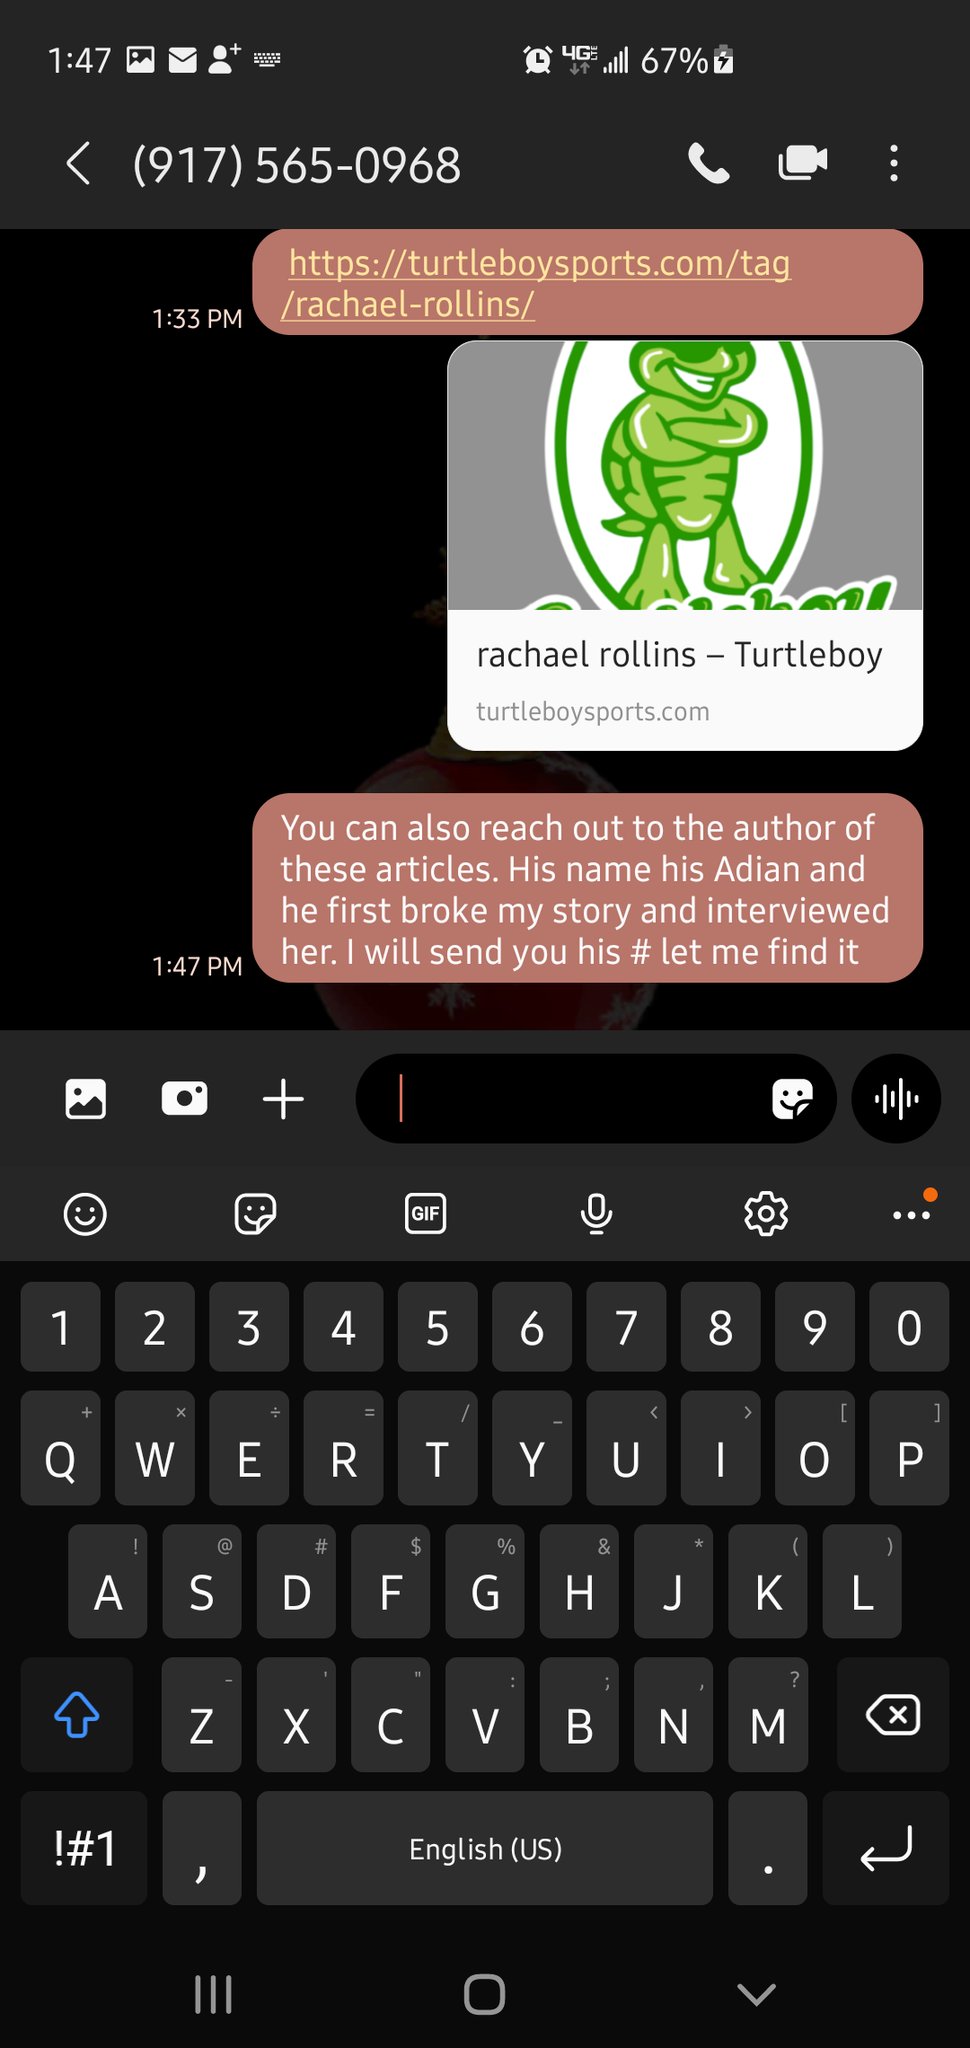 1:47
4G LTE 67%
(917) 565-0968
https://turtleboysports.com/tag
/rachael-rollins/
1:33 PM
rachael rollins – Turtleboy
turtleboysports.com
You can also reach out to the author of
these articles. His name his Adian and
he first broke my story and interviewed
her. I will send you his # let me find it
1:47 PM
GIF
1 2 3 4 5 6 7 8 9 0
+ × ÷ = / _ < > [ ]
Q W E R T Y U I O P
! @ # $ % & * ( )
A S D F G H J K L
- ' " : ; , ?
Z X C V B N M
!#1 , English (US) .